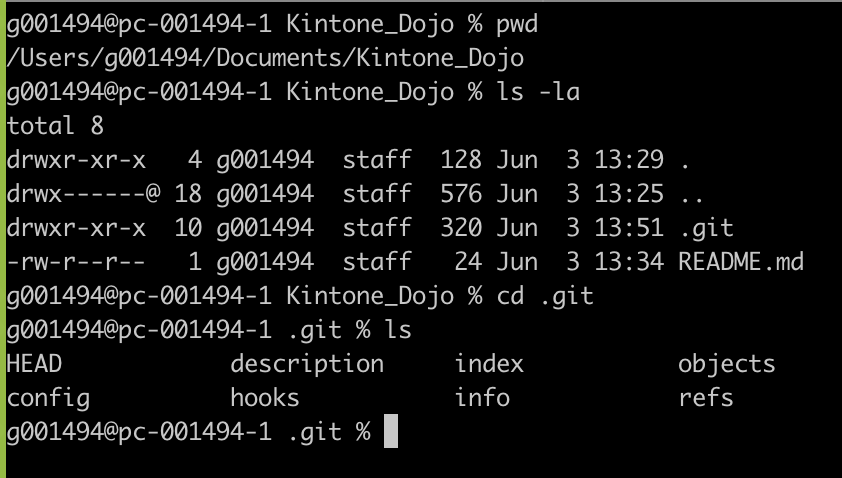 g001494@pc-001494-1 Kintone_Dojo % pwd
/Users/g001494/Documents/Kintone_Dojo
g001494@pc-001494-1 Kintone_Dojo % ls -la
total 8
drwxr-xr-x   4 g001494  staff  128 Jun  3 13:29 .
drwx------@ 18 g001494  staff  576 Jun  3 13:25 ..
drwxr-xr-x  10 g001494  staff  320 Jun  3 13:51 .git
-rw-r--r--   1 g001494  staff   24 Jun  3 13:34 README.md
g001494@pc-001494-1 Kintone_Dojo % cd .git
g001494@pc-001494-1 .git % ls
HEAD            description     index           objects
config          hooks           info            refs
g001494@pc-001494-1 .git %